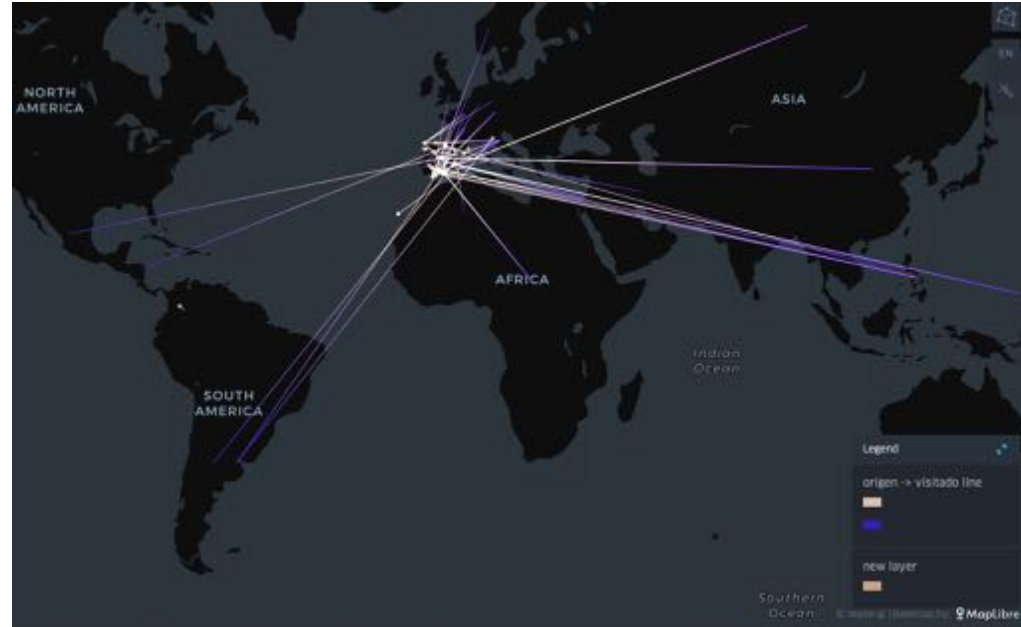 EN
NORTH
AMERICA
ASIA
AFRICA
Indian
Ocean
SOUTH
AMERICA
Legend
origen -> visitado line
new layer
Southern
Ocean
MapLibre